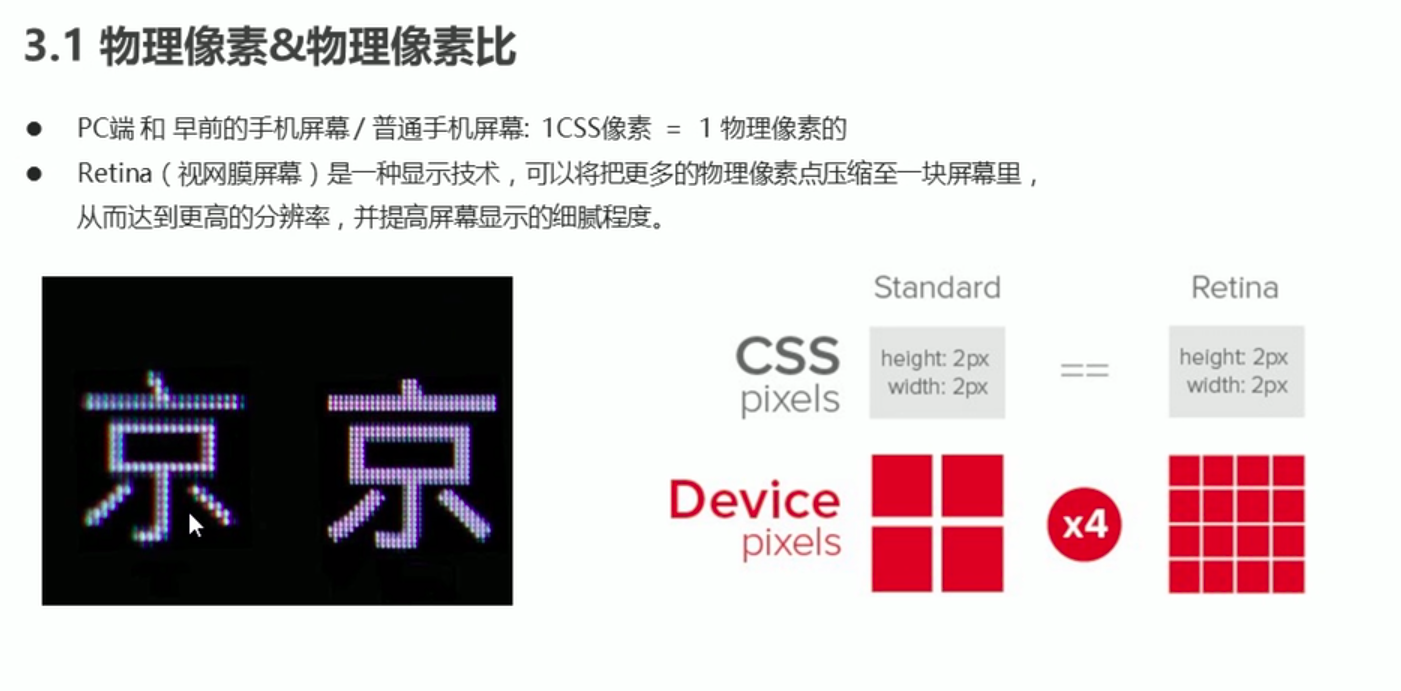 3.1 物理像素&物理像素比
● PC端 和 早前的手机屏幕 / 普通手机屏幕: 1CSS像素 = 1 物理像素的
● Retina（视网膜屏幕）是一种显示技术，可以将把更多的物理像素点压缩至一块屏幕里，
从而达到更高的分辨率，并提高屏幕显示的细腻程度。
京 京
Standard Retina
CSS
pixels
height: 2px
width: 2px
==
height: 2px
width: 2px
Device
pixels
x4